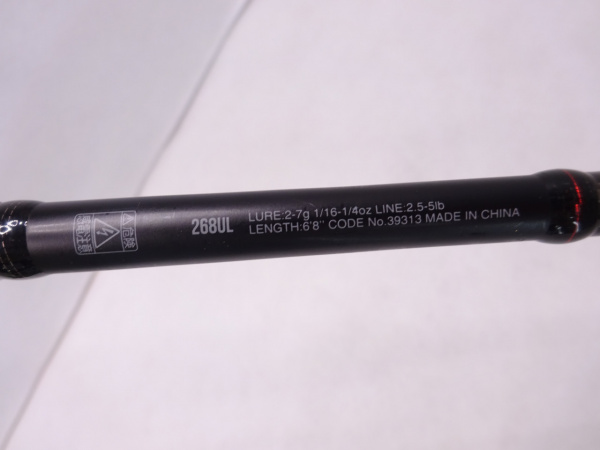 268UL
LURE:2-7g 1/16-1/4oz LINE:2.5-5lb
LENGTH:6'8" CODE No.39313 MADE IN CHINA